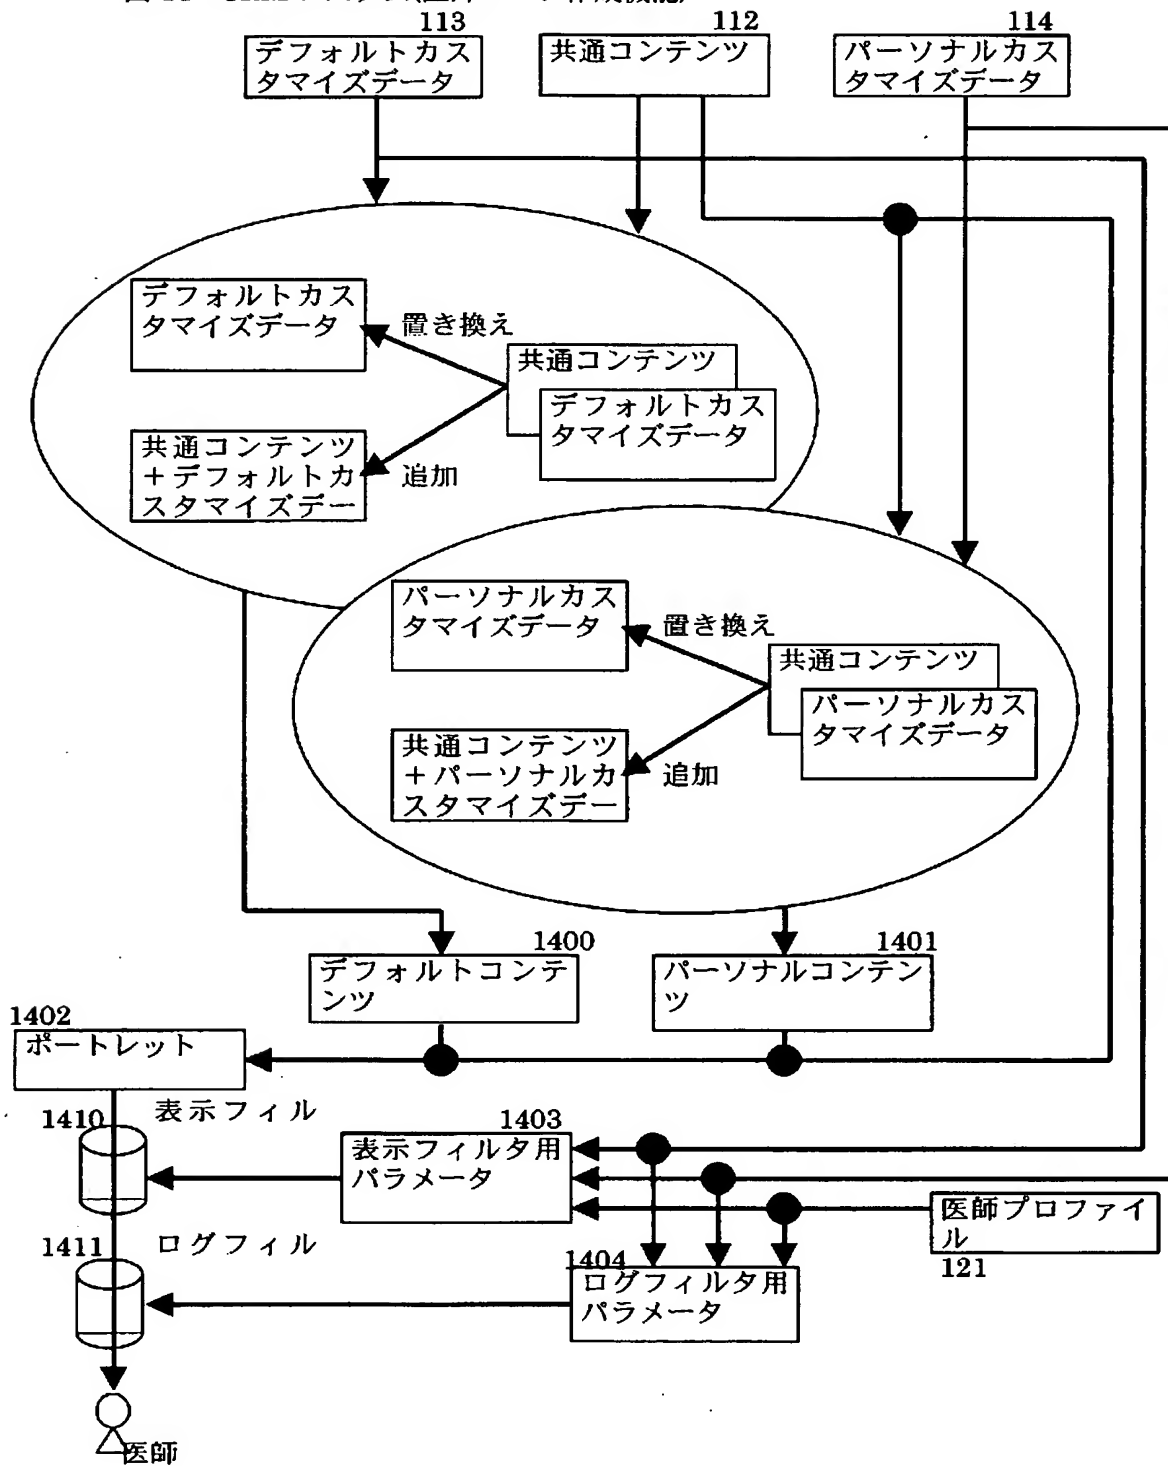 113
デフォルトカス
タマイズデータ
112
共通コンテンツ
114
パーソナルカス
タマイズデータ
デフォルトカス
タマイズデータ
置き換え
共通コンテンツ
デフォルトカス
タマイズデータ
共通コンテンツ
+デフォルトカ
スタマイズデー
追加
パーソナルカス
タマイズデータ
置き換え
共通コンテンツ
パーソナルカス
タマイズデータ
共通コンテンツ
+パーソナルカ
スタマイズデー
追加
1400
デフォルトコンテ
ンツ
1401
パーソナルコンテン
ツ
1402
ポートレット
1410
表示フィル
1403
表示フィルタ用
パラメータ
医師プロファイ
ル
121
1411
ログフィル
1404
ログフィルタ用
パラメータ
医師